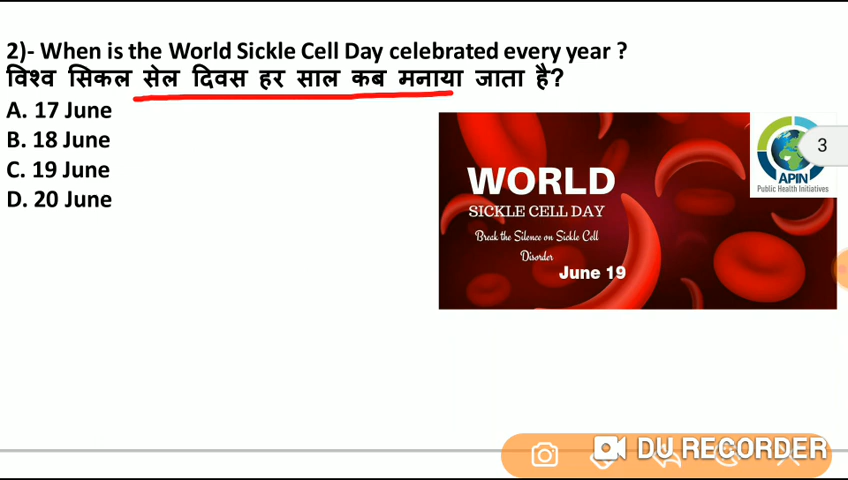 2)- When is the World Sickle Cell Day celebrated every year ?
विश्व सिकल सेल दिवस हर साल कब मनाया जाता है?
A. 17 June
B. 18 June
C. 19 June
D. 20 June
WORLD
SICKLE CELL DAY
Break the Silence on Sickle Cell
Disorder
June 19
APIN
Public Health Initiatives
3
DU RECORDER